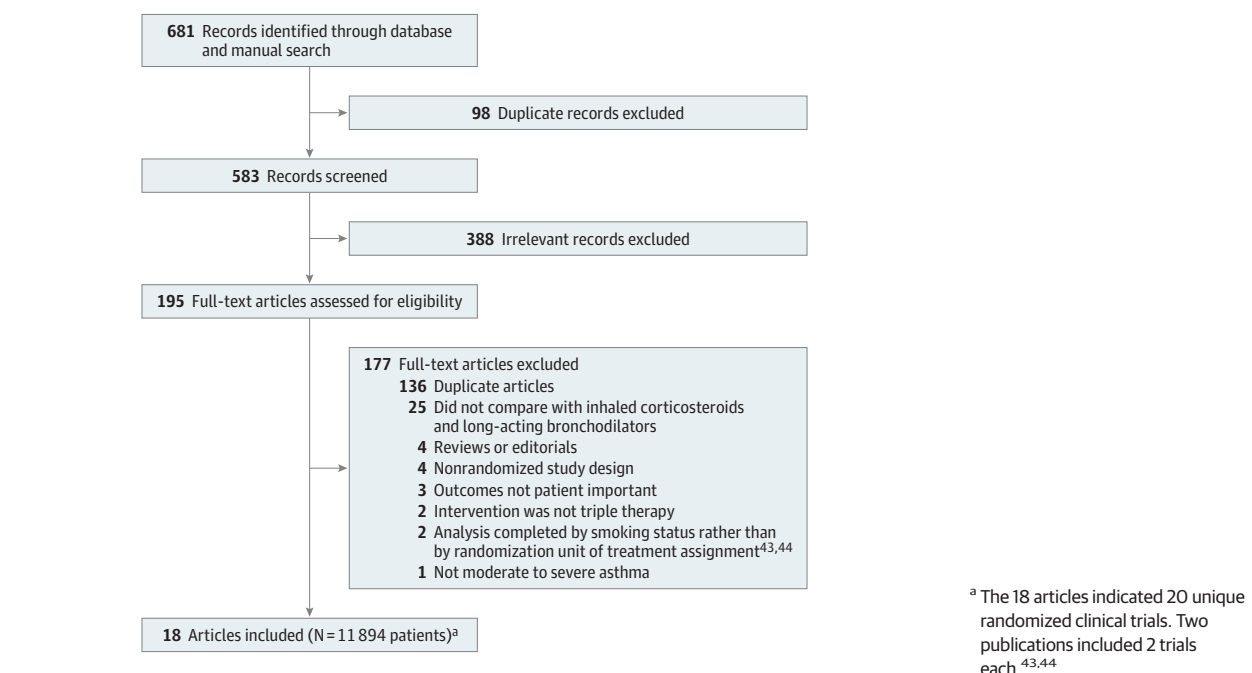 681 Records identified through database
and manual search
98 Duplicate records excluded
583 Records screened
388 Irrelevant records excluded
195 Full-text articles assessed for eligibility
177 Full-text articles excluded
136 Duplicate articles
25 Did not compare with inhaled corticosteroids
and long-acting bronchodilators
4 Reviews or editorials
4 Nonrandomized study design
3 Outcomes not patient important
2 Intervention was not triple therapy
2 Analysis completed by smoking status rather than
by randomization unit of treatment assignment43,44
1 Not moderate to severe asthma
18 Articles included (N = 11 894 patients)a
a The 18 articles indicated 20 unique
randomized clinical trials. Two
publications included 2 trials
each.43,44